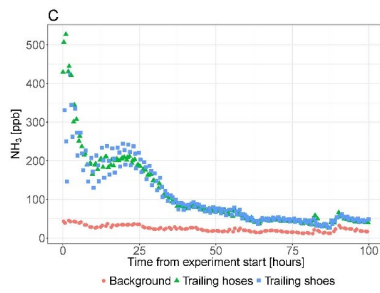 C
500
400
300
200
100
0
NH₃ [ppb]
0 25 50 75 100
Time from experiment start [hours]
Background Trailing hoses Trailing shoes